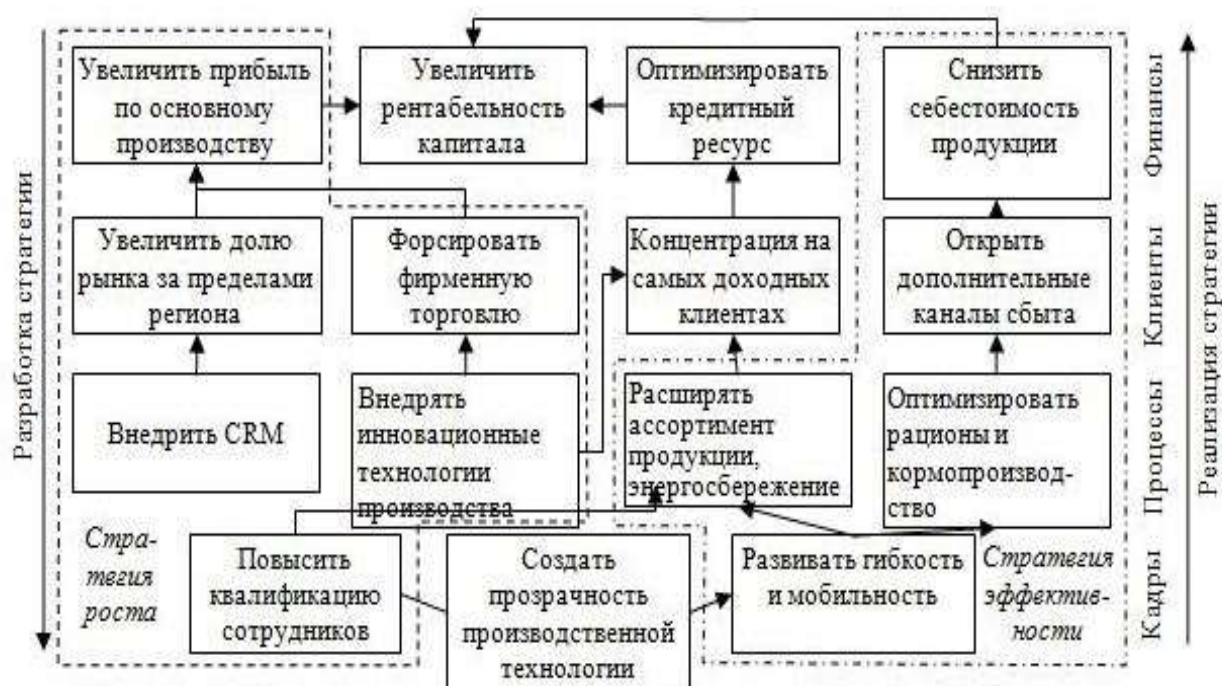 Увеличить прибыль
по основному
производству
Увеличить
рентабельность
капитала
Оптимизировать
кредитный
ресурс
Снизить
себестоимость
продукции
Финансы
Увеличить долю
рынка за пределами
региона
Форсировать
фирменную
торговлю
Концентрация на
самых доходных
клиентах
Открыть
дополнительные
каналы сбыта
Клиенты
Внедрить CRM
Внедрять
инновационные
технологии
производства
Расширять
ассортимент
продукции,
энергосбережение
Оптимизировать
рационы и
кормопроизвод-
ство
Процессы
Стра-
тегия
роста
Повысить
квалификацию
сотрудников
Создать
прозрачность
производственной
технологии
Развивать гибкость
и мобильность
Стратегия
эффектив-
ности
Кадры
Разработка стратегии
Реализация стратегии